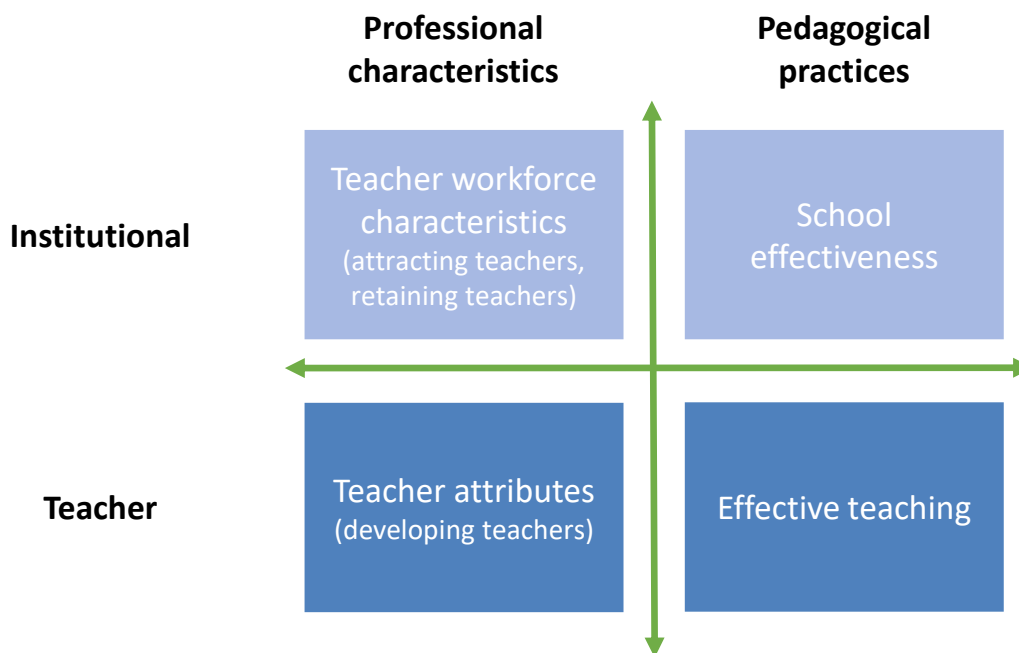 Professional
characteristics
Pedagogical
practices
Institutional
Teacher workforce
characteristics
(attracting teachers,
retaining teachers)
School
effectiveness
Teacher
Teacher attributes
(developing teachers)
Effective teaching